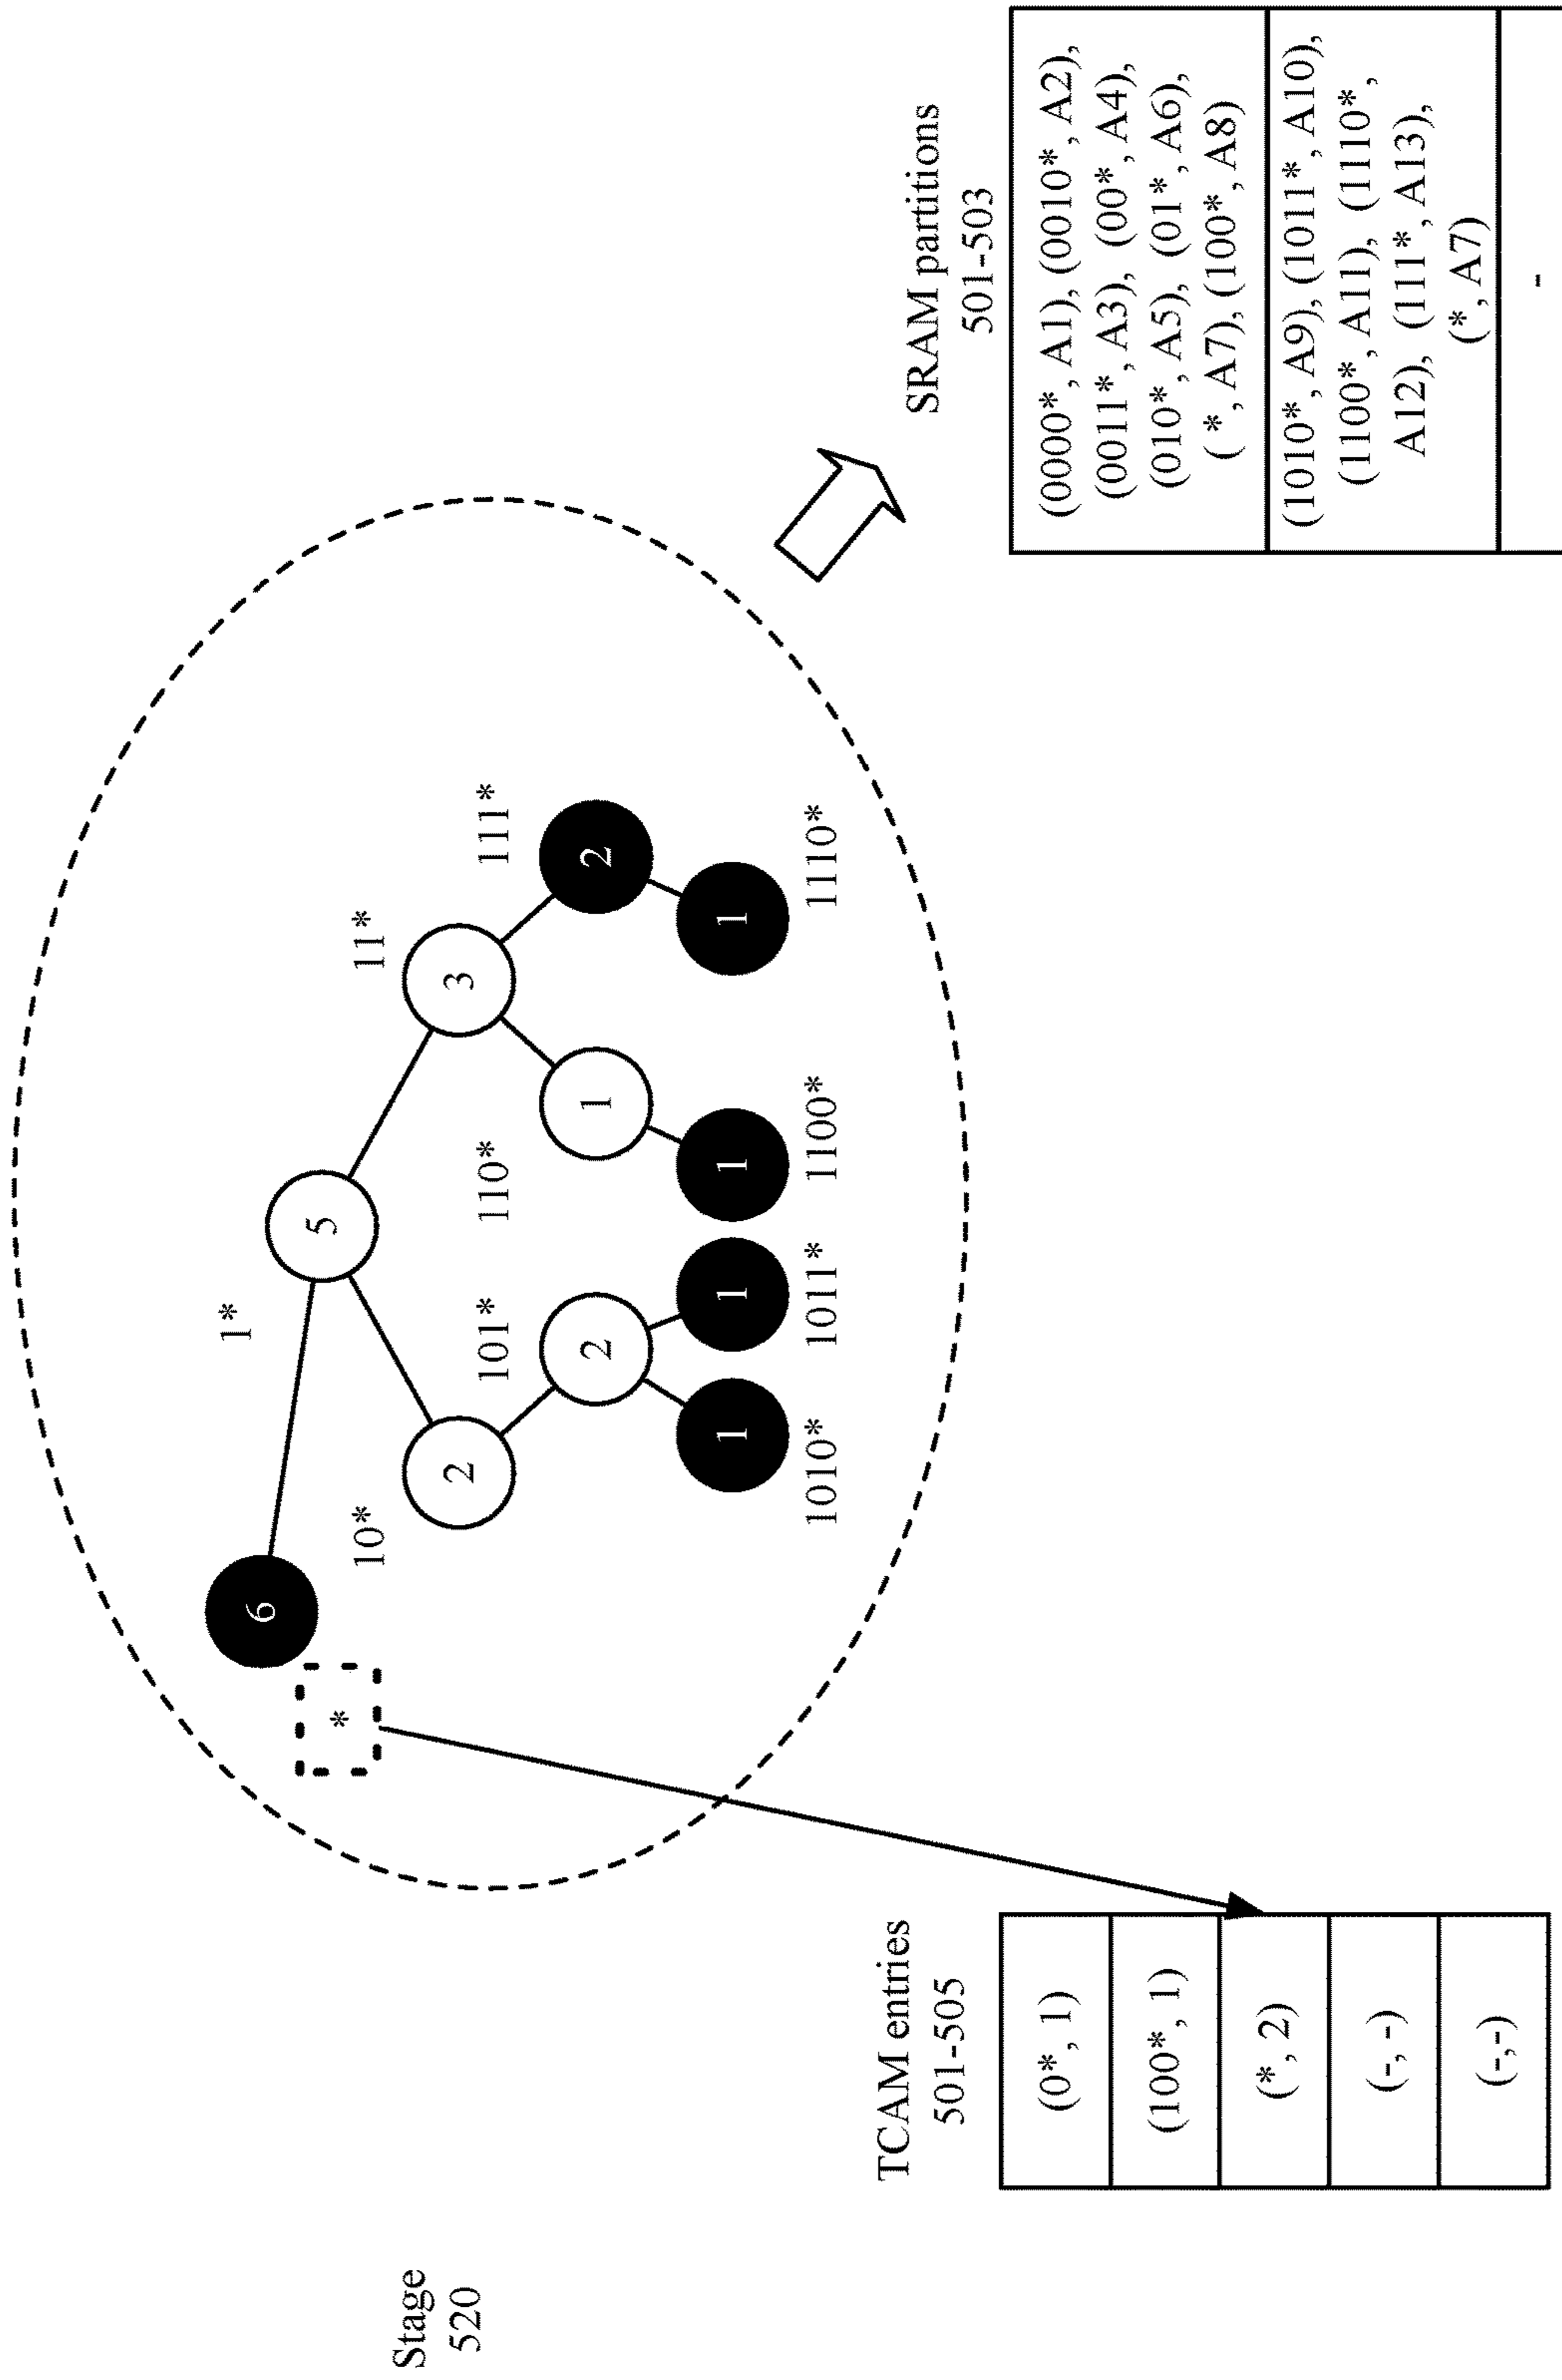 Stage
520
*
6
1*
5
10*
2
11*
3
101*
2
110*
1
111*
2
1
1
1
1
1010*
1011*
1100*
1110*
TCAM entries
501-505
(0*, 1)
(100*, 1)
(*, 2)
(-, -)
(-,-)
SRAM partitions
501-503
(0000*, A1), (0010*, A2),
(0011*, A3), (00*, A4),
(010*, A5), (01*, A6),
( *, A7), (100*, A8)
(1010*, A9), (1011*, A10),
(1100*, A11), (1110*,
A12), (111*, A13),
(*, A7)
-